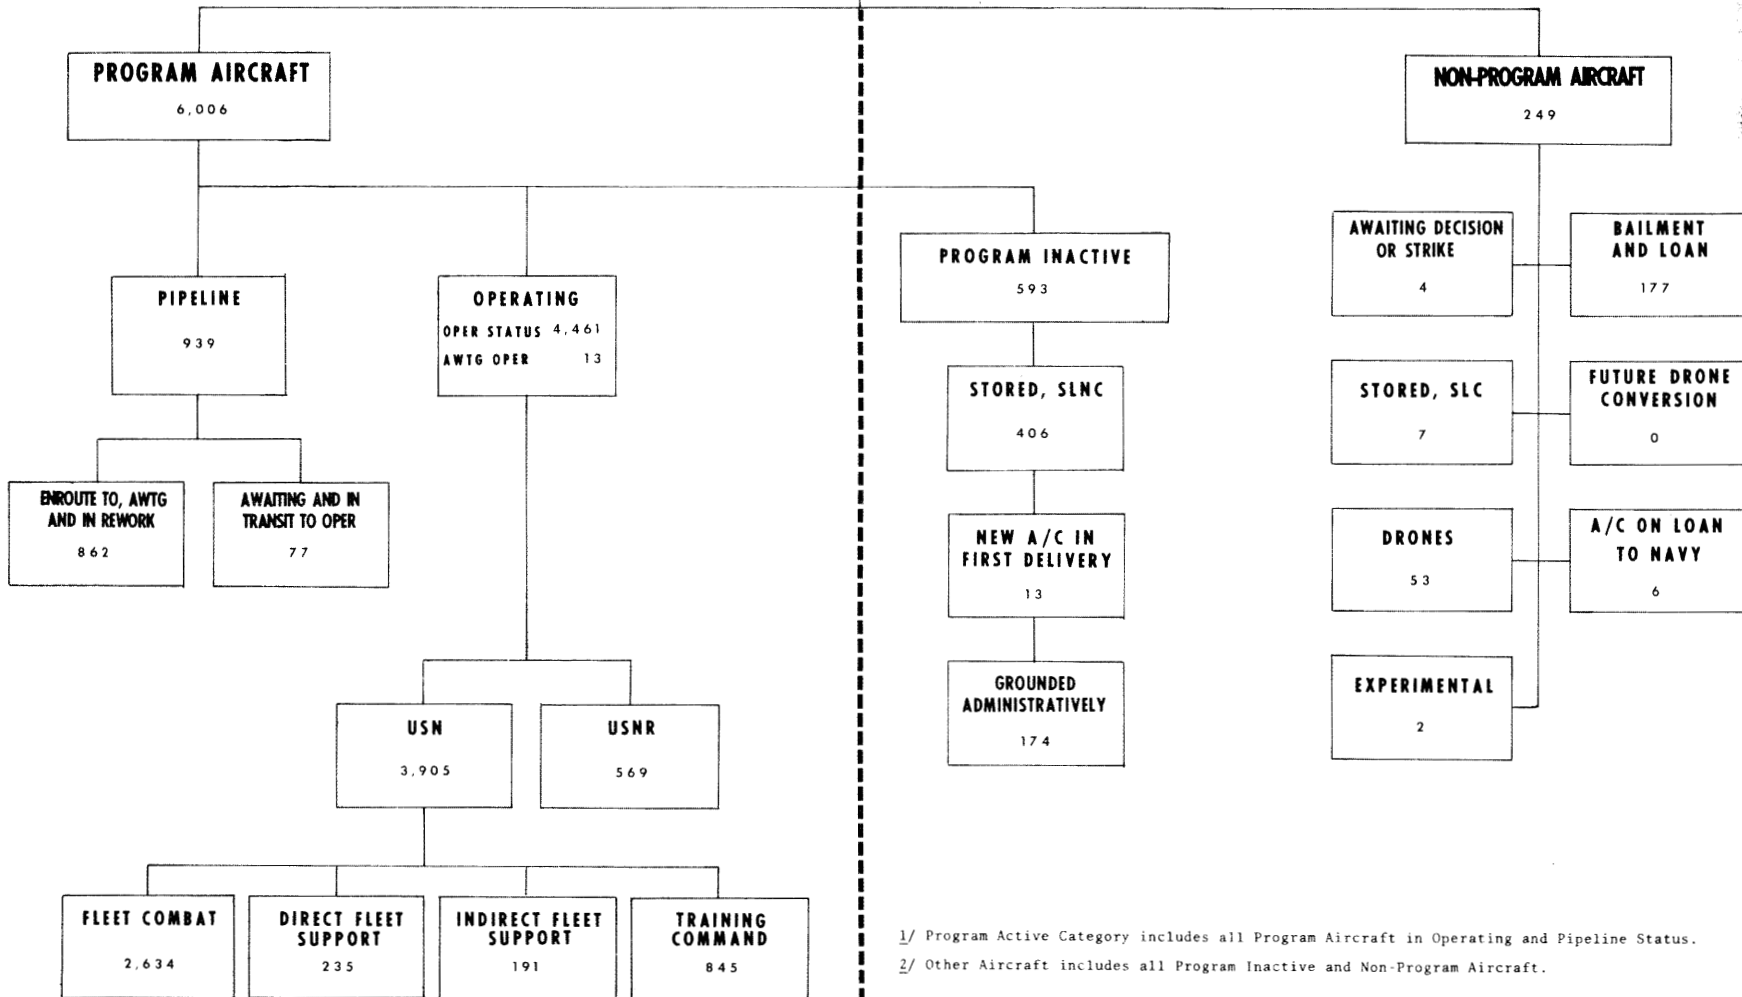 PROGRAM AIRCRAFT
6,006
NON-PROGRAM AIRCRAFT
249
PIPELINE
939
OPERATING
OPER STATUS 4,461
AWTG OPER 13
PROGRAM INACTIVE
593
AWAITING DECISION
OR STRIKE
4
BAILMENT
AND LOAN
177
STORED, SLNC
406
STORED, SLC
7
FUTURE DRONE
CONVERSION
0
ENROUTE TO, AWTG
AND IN REWORK
862
AWAITING AND IN
TRANSIT TO OPER
77
NEW A/C IN
FIRST DELIVERY
13
DRONES
53
A/C ON LOAN
TO NAVY
6
GROUNDED
ADMINISTRATIVELY
174
EXPERIMENTAL
2
USN
3,905
USNR
569
FLEET COMBAT
2,634
DIRECT FLEET
SUPPORT
235
INDIRECT FLEET
SUPPORT
191
TRAINING
COMMAND
845
1/ Program Active Category includes all Program Aircraft in Operating and Pipeline Status.
2/ Other Aircraft includes all Program Inactive and Non-Program Aircraft.